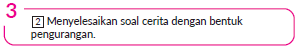 3
2 Menyelesaikan soal cerita dengan bentuk
pengurangan.